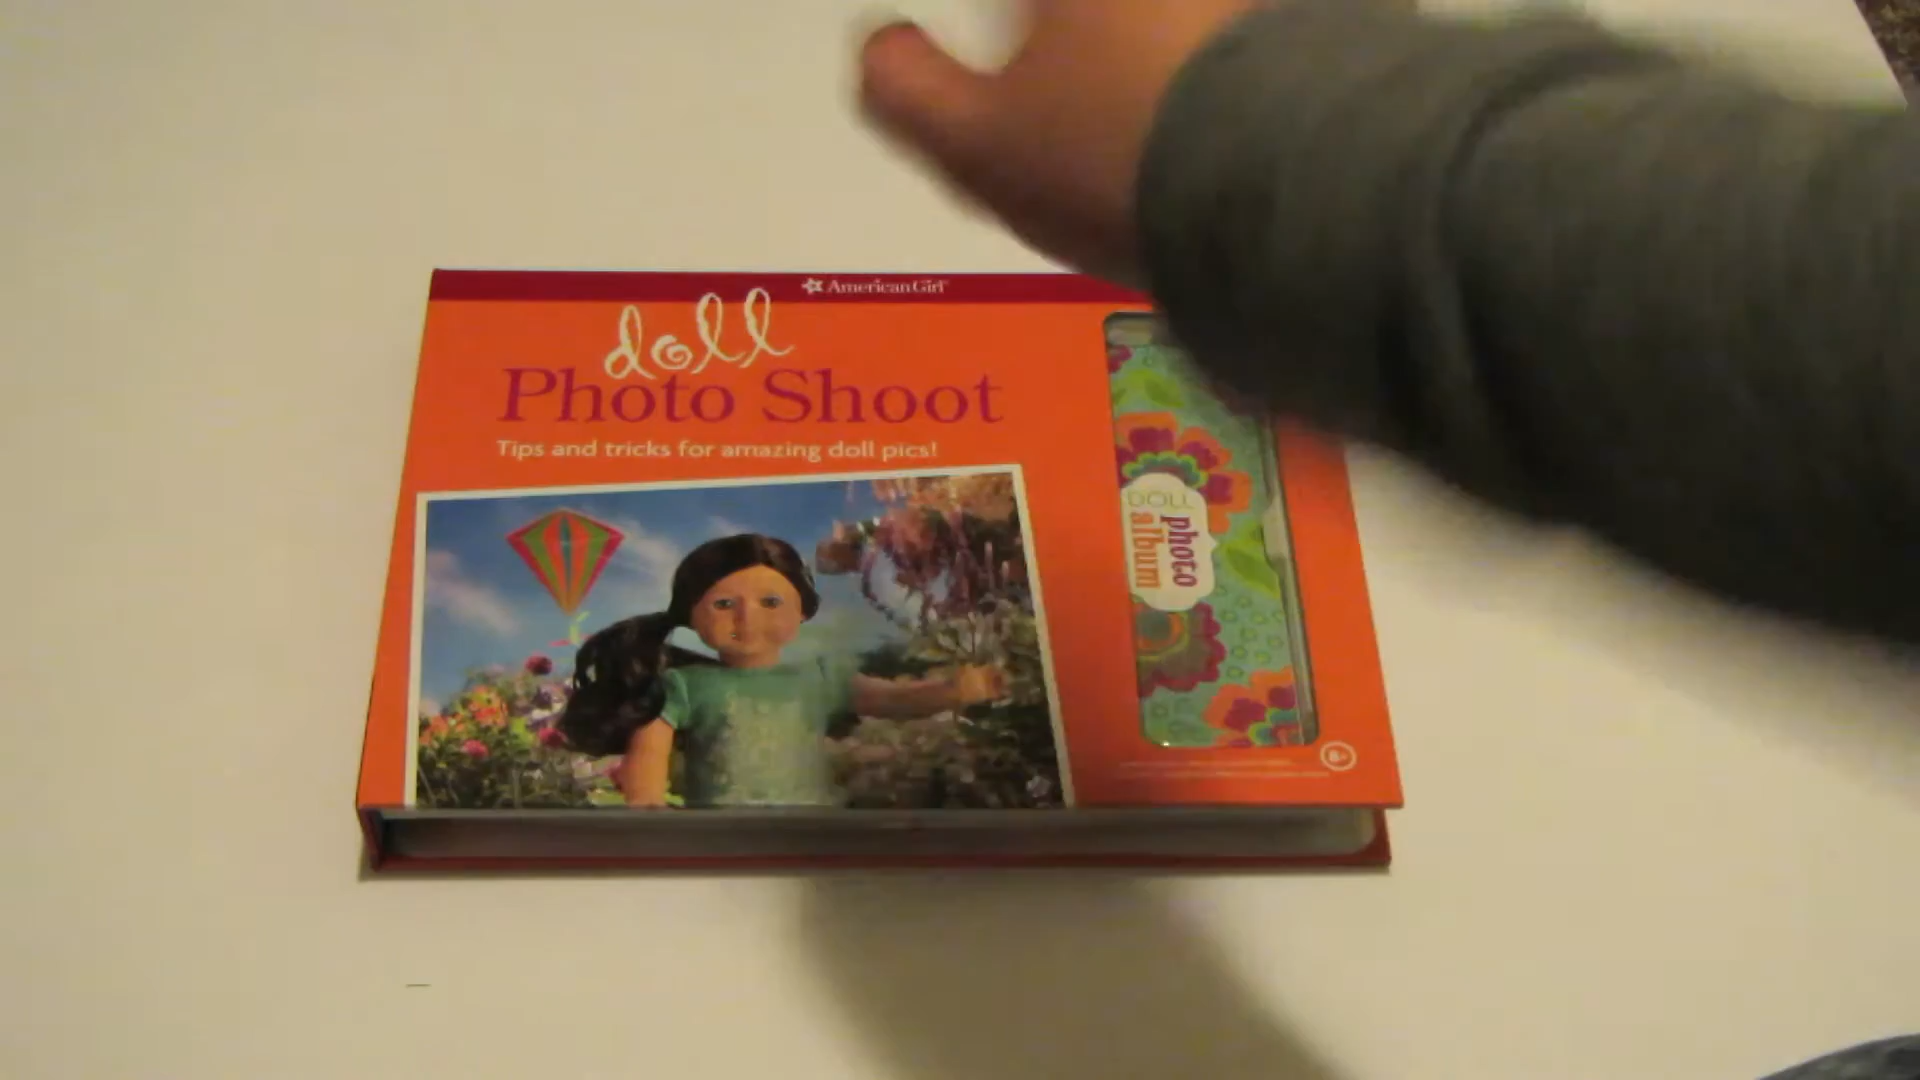 American Girl
doll
Photo Shoot
Tips and tricks for amazing doll pics!
DOLL
photo
album
8+